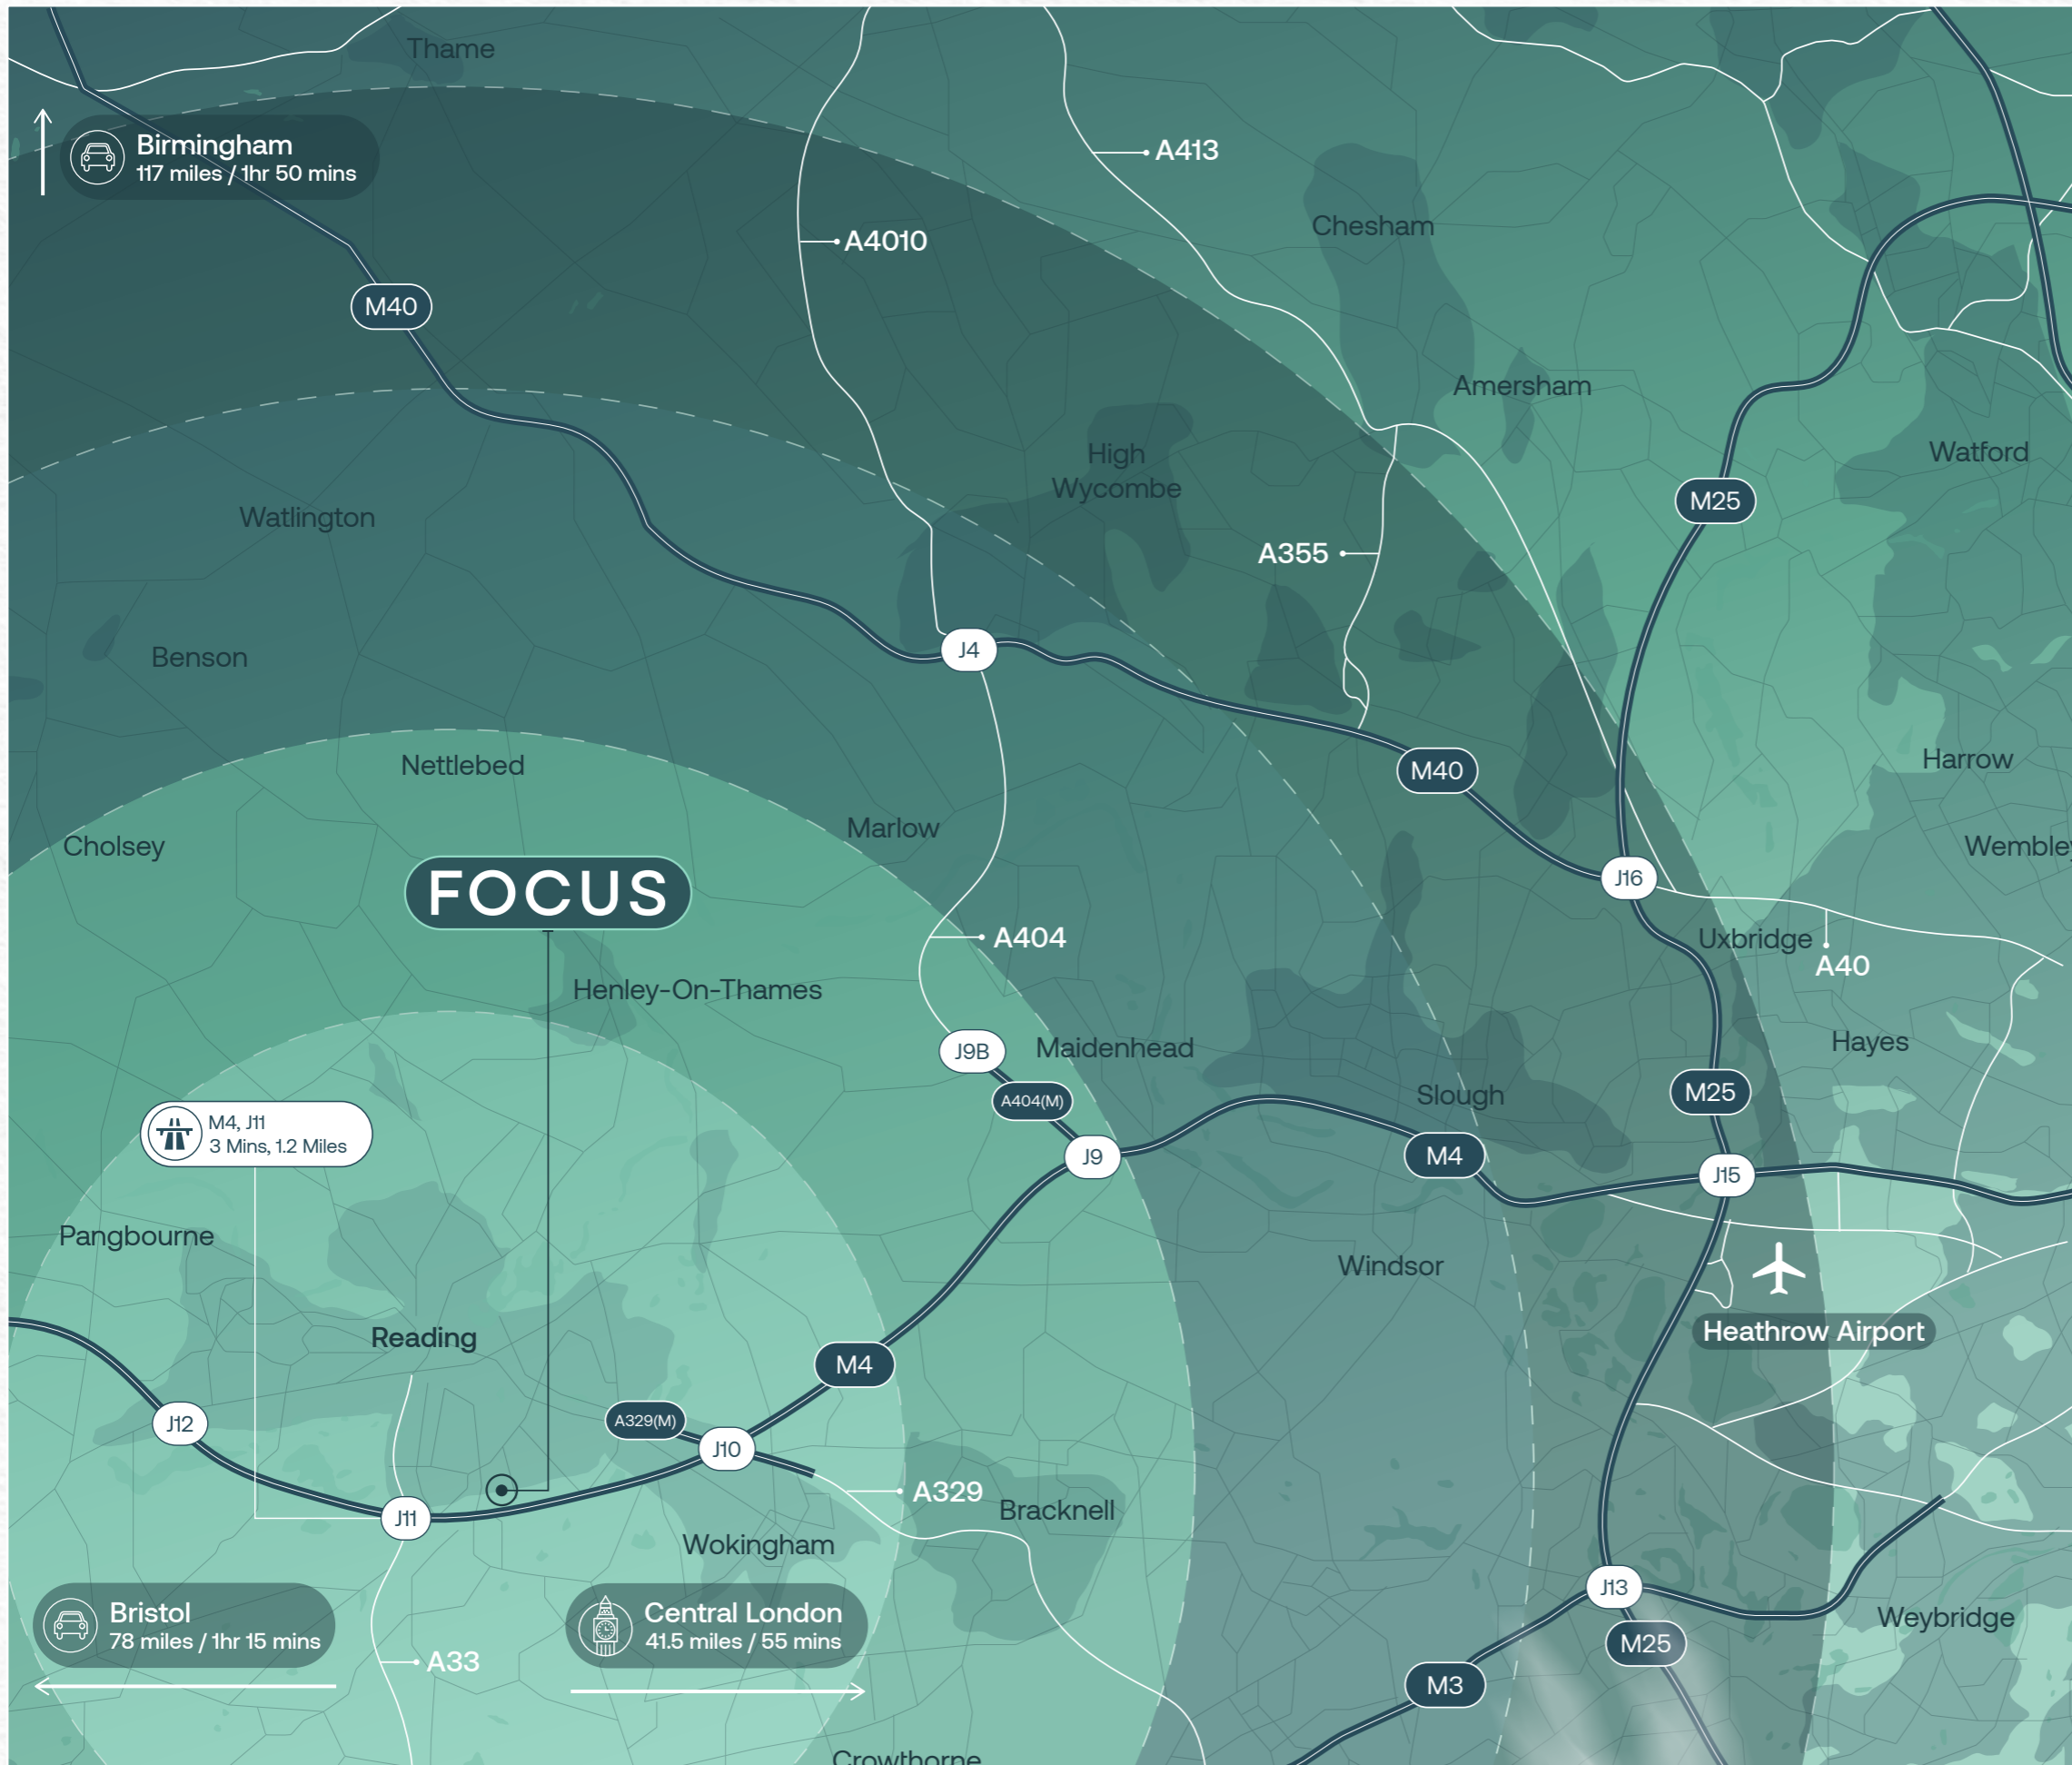 Thame
Birmingham
117 miles / 1hr 50 mins
A413
Chesham
A4010
M40
Amersham
High
Wycombe
Watford
M25
Watlington
A355
J4
Benson
Nettlebed
M40
Harrow
Marlow
Cholsey
Wembley
FOCUS
J16
A404
Uxbridge
A40
Henley-On-Thames
J9B
Maidenhead
Hayes
A404(M)
Slough
M25
M4, J11
3 Mins, 1.2 Miles
J9
M4
J15
Pangbourne
Windsor
Heathrow Airport
Reading
M4
J12
A329(M)
J10
A329
Bracknell
J11
Wokingham
J13
Bristol
78 miles / 1hr 15 mins
Central London
41.5 miles / 55 mins
Weybridge
M25
A33
M3
Crowthorne